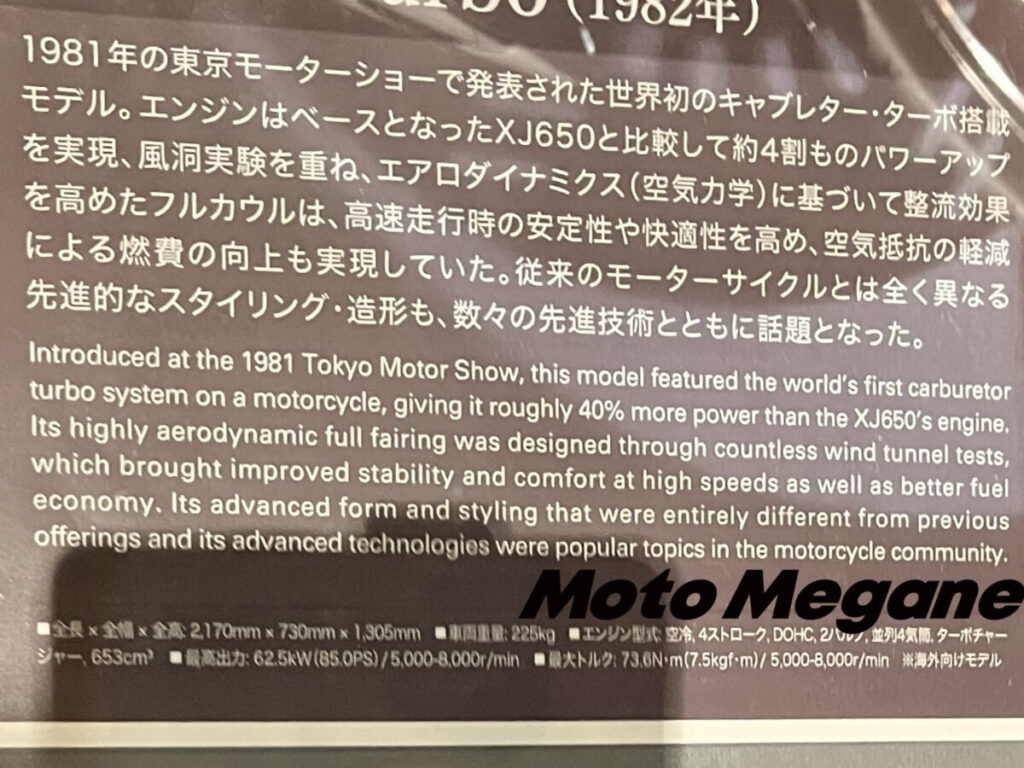 (1982年)
1981年の東京モーターショーで発表された世界初のキャブレター・ターボ搭載
モデル。エンジンはベースとなったXJ650と比較して約4割ものパワーアップ
を実現、風洞実験を重ね、エアロダイナミクス(空気力学)に基づいて整流効果
を高めたフルカウルは、高速走行時の安定性や快適性を高め、空気抵抗の軽減
による燃費の向上も実現していた。従来のモーターサイクルとは全く異なる
先進的なスタイリング・造形も、数々の先進技術とともに話題となった。
Introduced at the 1981 Tokyo Motor Show, this model featured the world's first carburetor
turbo system on a motorcycle, giving it roughly 40% more power than the XJ650's engine.
Its highly aerodynamic full fairing was designed through countless wind tunnel tests,
which brought improved stability and comfort at high speeds as well as better fuel
economy. Its advanced form and styling that were entirely different from previous
offerings and its advanced technologies were popular topics in the motorcycle community.
Moto Megane
■全長×全幅×全高: 2,170mm×730mm×1,305mm ■車両重量: 225kg ■エンジン型式: 空冷, 4ストローク, DOHC, 2バルブ, 並列4気筒, ターボチャー
ジャー, 653cm³ ■最高出力: 62.5kW(85.0PS)/5,000-8,000r/min ■最大トルク: 73.6N・m(7.5kgf・m)/5,000-8,000r/min ※海外向けモデル